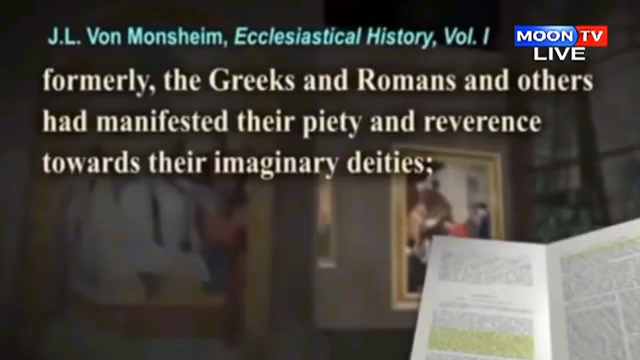 J.L. Von Monsheim, Ecclesiastical History, Vol. I
MOON TV
LIVE
formerly, the Greeks and Romans and others
had manifested their piety and reverence
towards their imaginary deities;